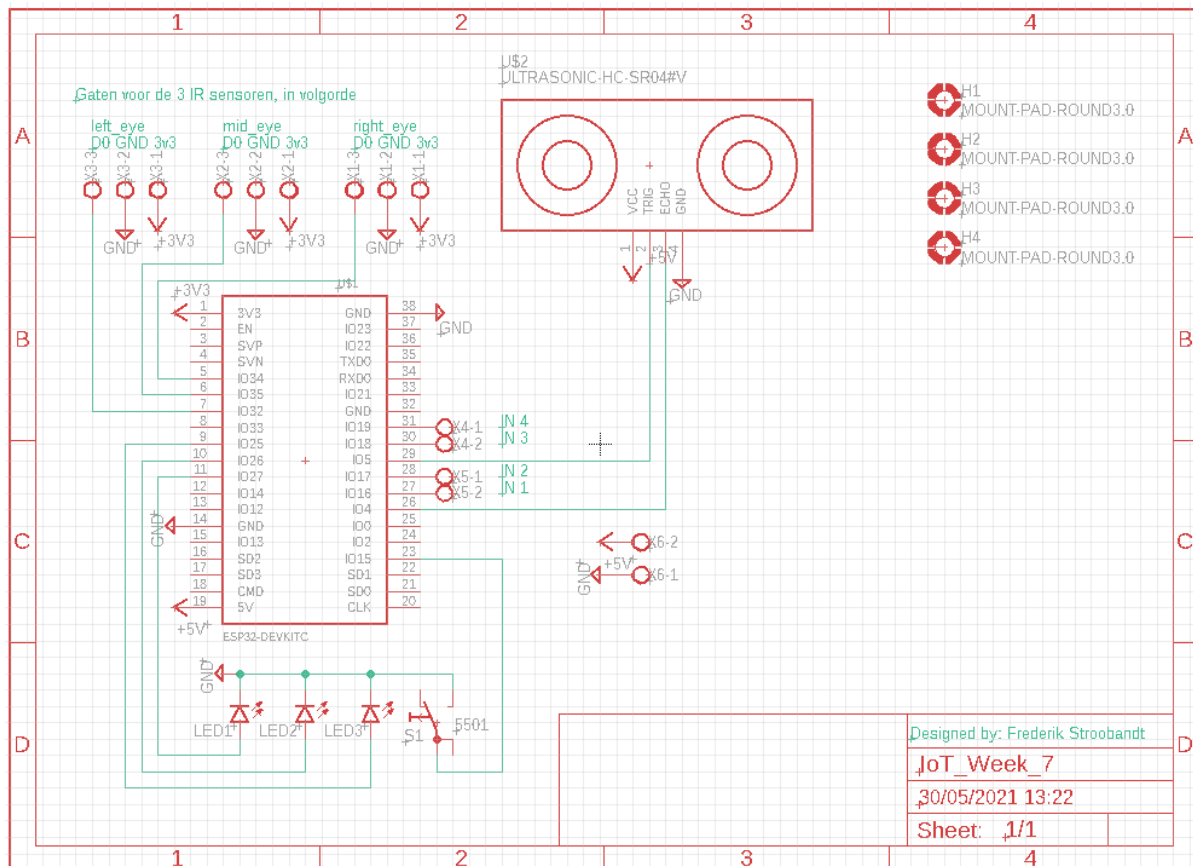 1 2 3 4
U$2
ULTRASONIC-HC-SR04#V
Gaten voor de 3 IR sensoren, in volgorde
left_eye mid_eye right_eye
D0 GND 3v3 D0 GND 3v3 D0 GND 3v3
X3-3 X3-2 X3-1 X2-3 X2-2 X2-1 X1-3 X1-2 X1-1
GND +3V3 GND +3V3 GND +3V3
A A
H1
MOUNT-PAD-ROUND3.0
H2
MOUNT-PAD-ROUND3.0
H3
MOUNT-PAD-ROUND3.0
H4
MOUNT-PAD-ROUND3.0
VCC TRIG ECHO GND
1 2 3 4
+5V
GND
U$1
+3V3
B B
1 3V3 GND 38
GND
2 EN IO23 37
3 SVP IO22 36
4 SVN TXD0 35
5 IO34 RXD0 34
6 IO35 IO21 33
7 IO32 GND 32
8 IO33 IO19 31 X4-1 IN 4
9 IO25 IO18 30 X4-2 IN 3
10 IO26 IO5 29
11 IO27 IO17 28 X5-1 IN 2
12 IO14 IO16 27 X5-2 IN 1
13 IO12 IO4 26
14 GND IO0 25
GND
15 IO13 IO2 24
16 SD2 IO15 23
17 SD3 SD1 22
18 CMD SD0 21
19 5V CLK 20
+5V
ESP32-DEVKITC
C C
X6-2
+5V
X6-1
GND
GND
LED1 LED2 LED3 S1 5501
D D
Designed by: Frederik Stroobandt
IoT_Week_7
30/05/2021 13:22
Sheet: 1/1
1 2 3 4